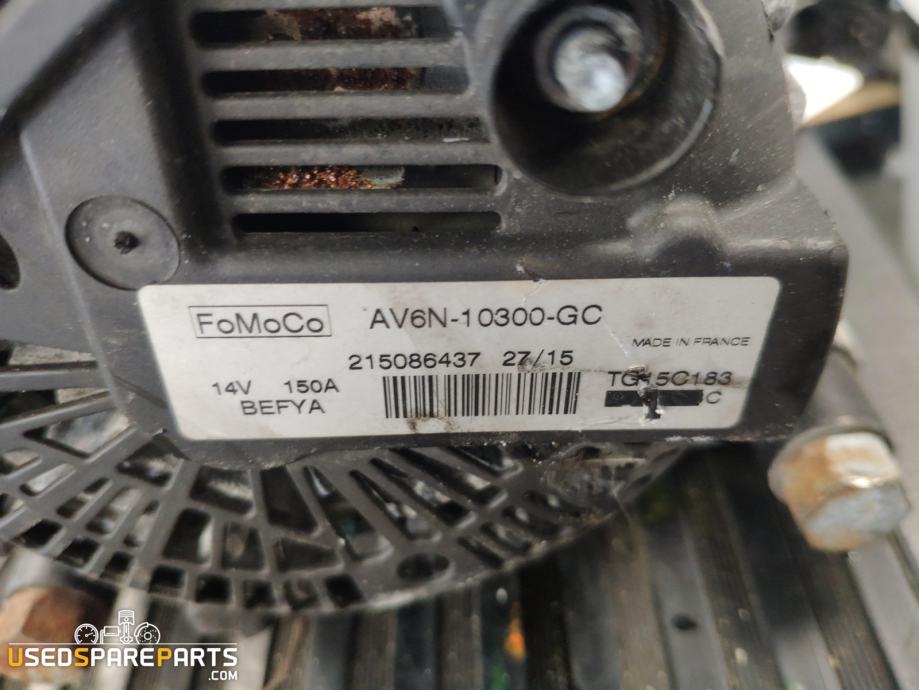 FoMoCo AV6N-10300-GC
MADE IN FRANCE
215086437 27/15
14V 150A TG15C183
BEFYA C
USEDSPAREPARTS
.COM